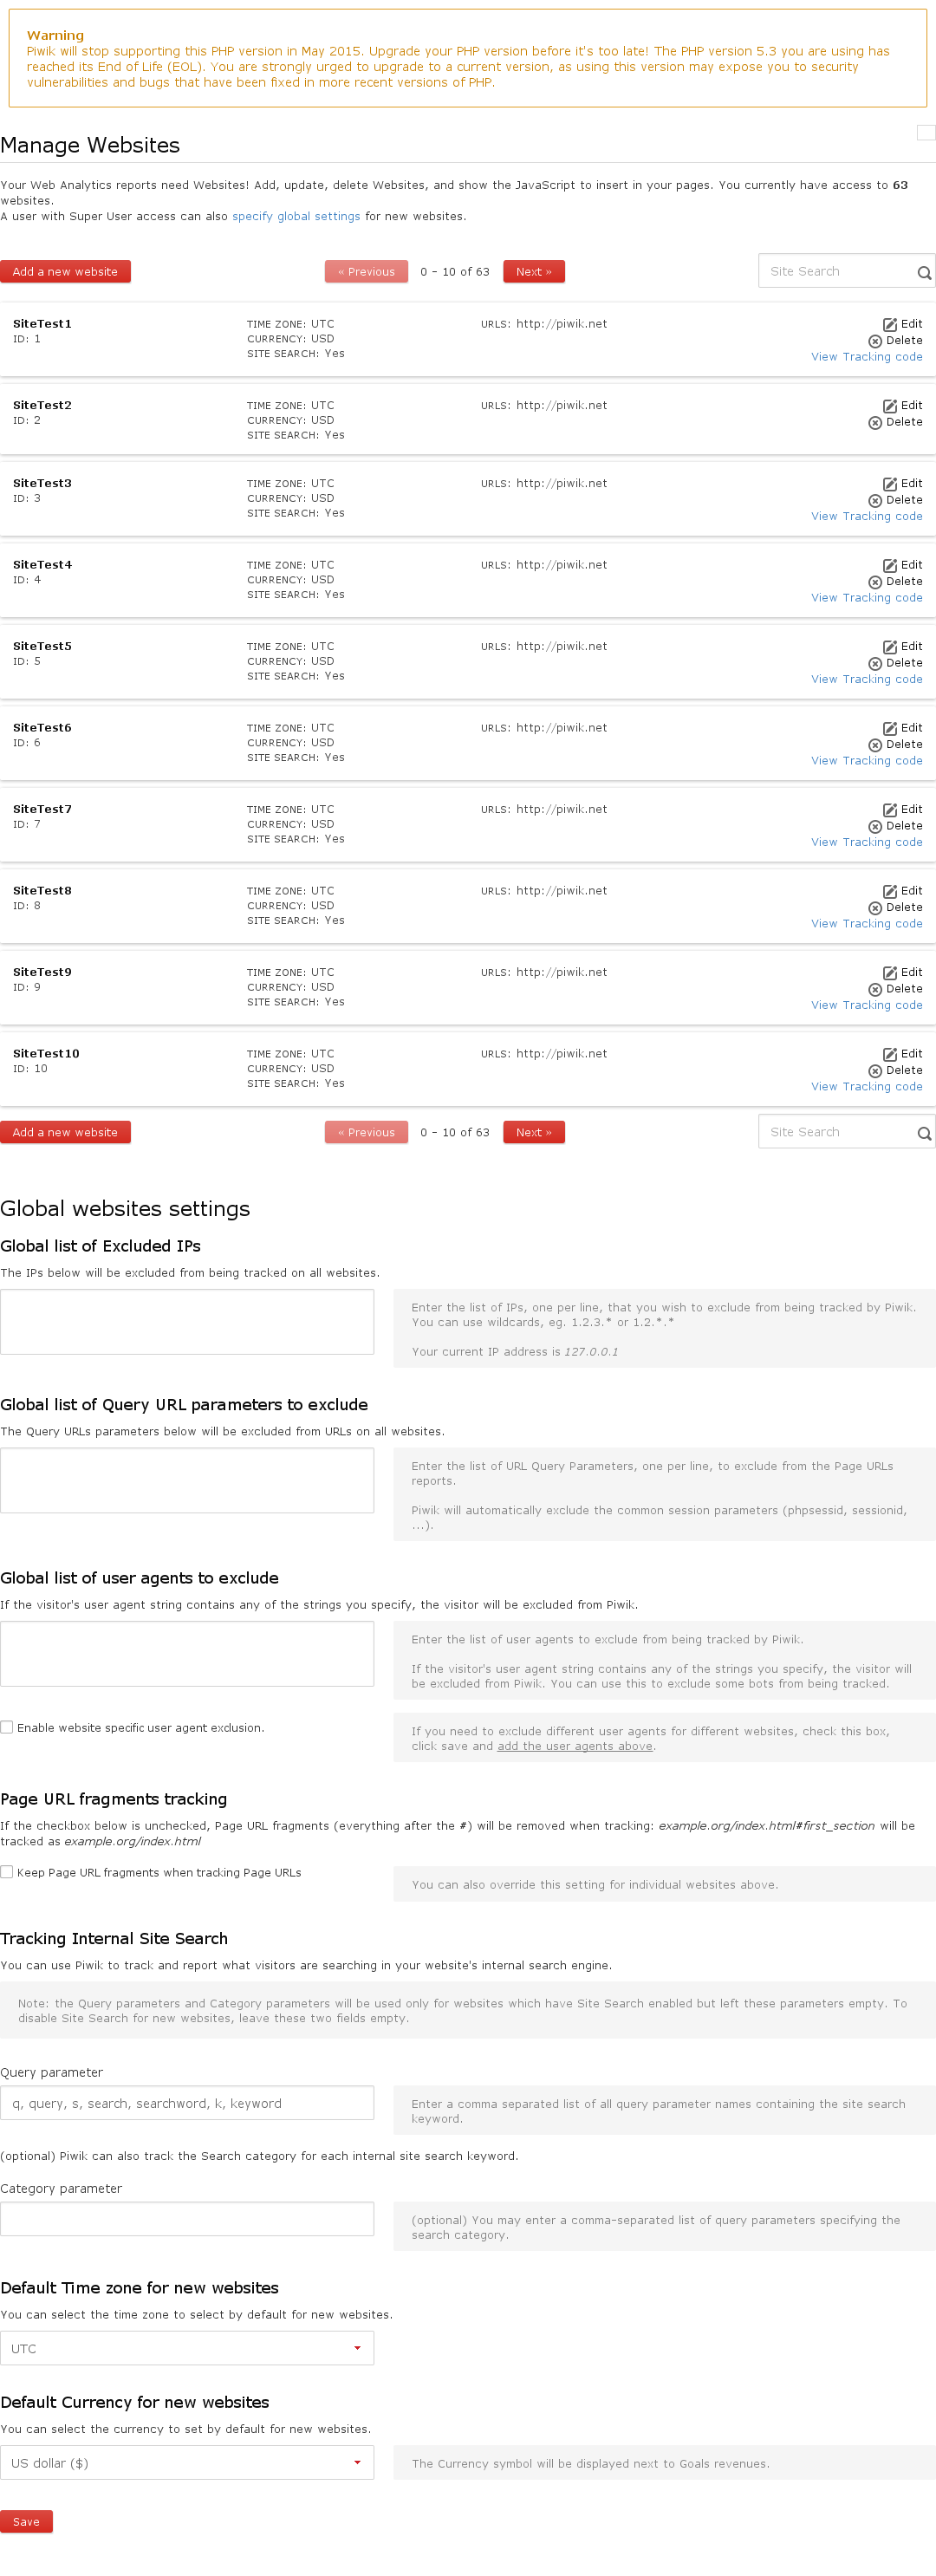 Warning
Piwik will stop supporting this PHP version in May 2015. Upgrade your PHP version before it's too late! The PHP version 5.3 you are using has
reached its End of Life (EOL). You are strongly urged to upgrade to a current version, as using this version may expose you to security
vulnerabilities and bugs that have been fixed in more recent versions of PHP.
Manage Websites
Your Web Analytics reports need Websites! Add, update, delete Websites, and show the JavaScript to insert in your pages. You currently have access to 63
websites.
A user with Super User access can also specify global settings for new websites.
Add a new website « Previous 0 - 10 of 63 Next » Site Search
SiteTest1 TIME ZONE: UTC URLS: http://piwik.net Edit
ID: 1 CURRENCY: USD Delete
SITE SEARCH: Yes View Tracking code
SiteTest2 TIME ZONE: UTC URLS: http://piwik.net Edit
ID: 2 CURRENCY: USD Delete
SITE SEARCH: Yes
SiteTest3 TIME ZONE: UTC URLS: http://piwik.net Edit
ID: 3 CURRENCY: USD Delete
SITE SEARCH: Yes View Tracking code
SiteTest4 TIME ZONE: UTC URLS: http://piwik.net Edit
ID: 4 CURRENCY: USD Delete
SITE SEARCH: Yes View Tracking code
SiteTest5 TIME ZONE: UTC URLS: http://piwik.net Edit
ID: 5 CURRENCY: USD Delete
SITE SEARCH: Yes View Tracking code
SiteTest6 TIME ZONE: UTC URLS: http://piwik.net Edit
ID: 6 CURRENCY: USD Delete
SITE SEARCH: Yes View Tracking code
SiteTest7 TIME ZONE: UTC URLS: http://piwik.net Edit
ID: 7 CURRENCY: USD Delete
SITE SEARCH: Yes View Tracking code
SiteTest8 TIME ZONE: UTC URLS: http://piwik.net Edit
ID: 8 CURRENCY: USD Delete
SITE SEARCH: Yes View Tracking code
SiteTest9 TIME ZONE: UTC URLS: http://piwik.net Edit
ID: 9 CURRENCY: USD Delete
SITE SEARCH: Yes View Tracking code
SiteTest10 TIME ZONE: UTC URLS: http://piwik.net Edit
ID: 10 CURRENCY: USD Delete
SITE SEARCH: Yes View Tracking code
Add a new website « Previous 0 - 10 of 63 Next » Site Search
Global websites settings
Global list of Excluded IPs
The IPs below will be excluded from being tracked on all websites.
Enter the list of IPs, one per line, that you wish to exclude from being tracked by Piwik.
You can use wildcards, eg. 1.2.3.* or 1.2.*.*
Your current IP address is 127.0.0.1
Global list of Query URL parameters to exclude
The Query URLs parameters below will be excluded from URLs on all websites.
Enter the list of URL Query Parameters, one per line, to exclude from the Page URLs
reports.
Piwik will automatically exclude the common session parameters (phpsessid, sessionid,
...).
Global list of user agents to exclude
If the visitor's user agent string contains any of the strings you specify, the visitor will be excluded from Piwik.
Enter the list of user agents to exclude from being tracked by Piwik.
If the visitor's user agent string contains any of the strings you specify, the visitor will
be excluded from Piwik. You can use this to exclude some bots from being tracked.
Enable website specific user agent exclusion.
If you need to exclude different user agents for different websites, check this box,
click save and add the user agents above.
Page URL fragments tracking
If the checkbox below is unchecked, Page URL fragments (everything after the #) will be removed when tracking: example.org/index.html#first_section will be
tracked as example.org/index.html
Keep Page URL fragments when tracking Page URLs
You can also override this setting for individual websites above.
Tracking Internal Site Search
You can use Piwik to track and report what visitors are searching in your website's internal search engine.
Note: the Query parameters and Category parameters will be used only for websites which have Site Search enabled but left these parameters empty. To
disable Site Search for new websites, leave these two fields empty.
Query parameter
q, query, s, search, searchword, k, keyword
Enter a comma separated list of all query parameter names containing the site search
keyword.
(optional) Piwik can also track the Search category for each internal site search keyword.
Category parameter
(optional) You may enter a comma-separated list of query parameters specifying the
search category.
Default Time zone for new websites
You can select the time zone to select by default for new websites.
UTC
Default Currency for new websites
You can select the currency to set by default for new websites.
US dollar ($)
The Currency symbol will be displayed next to Goals revenues.
Save